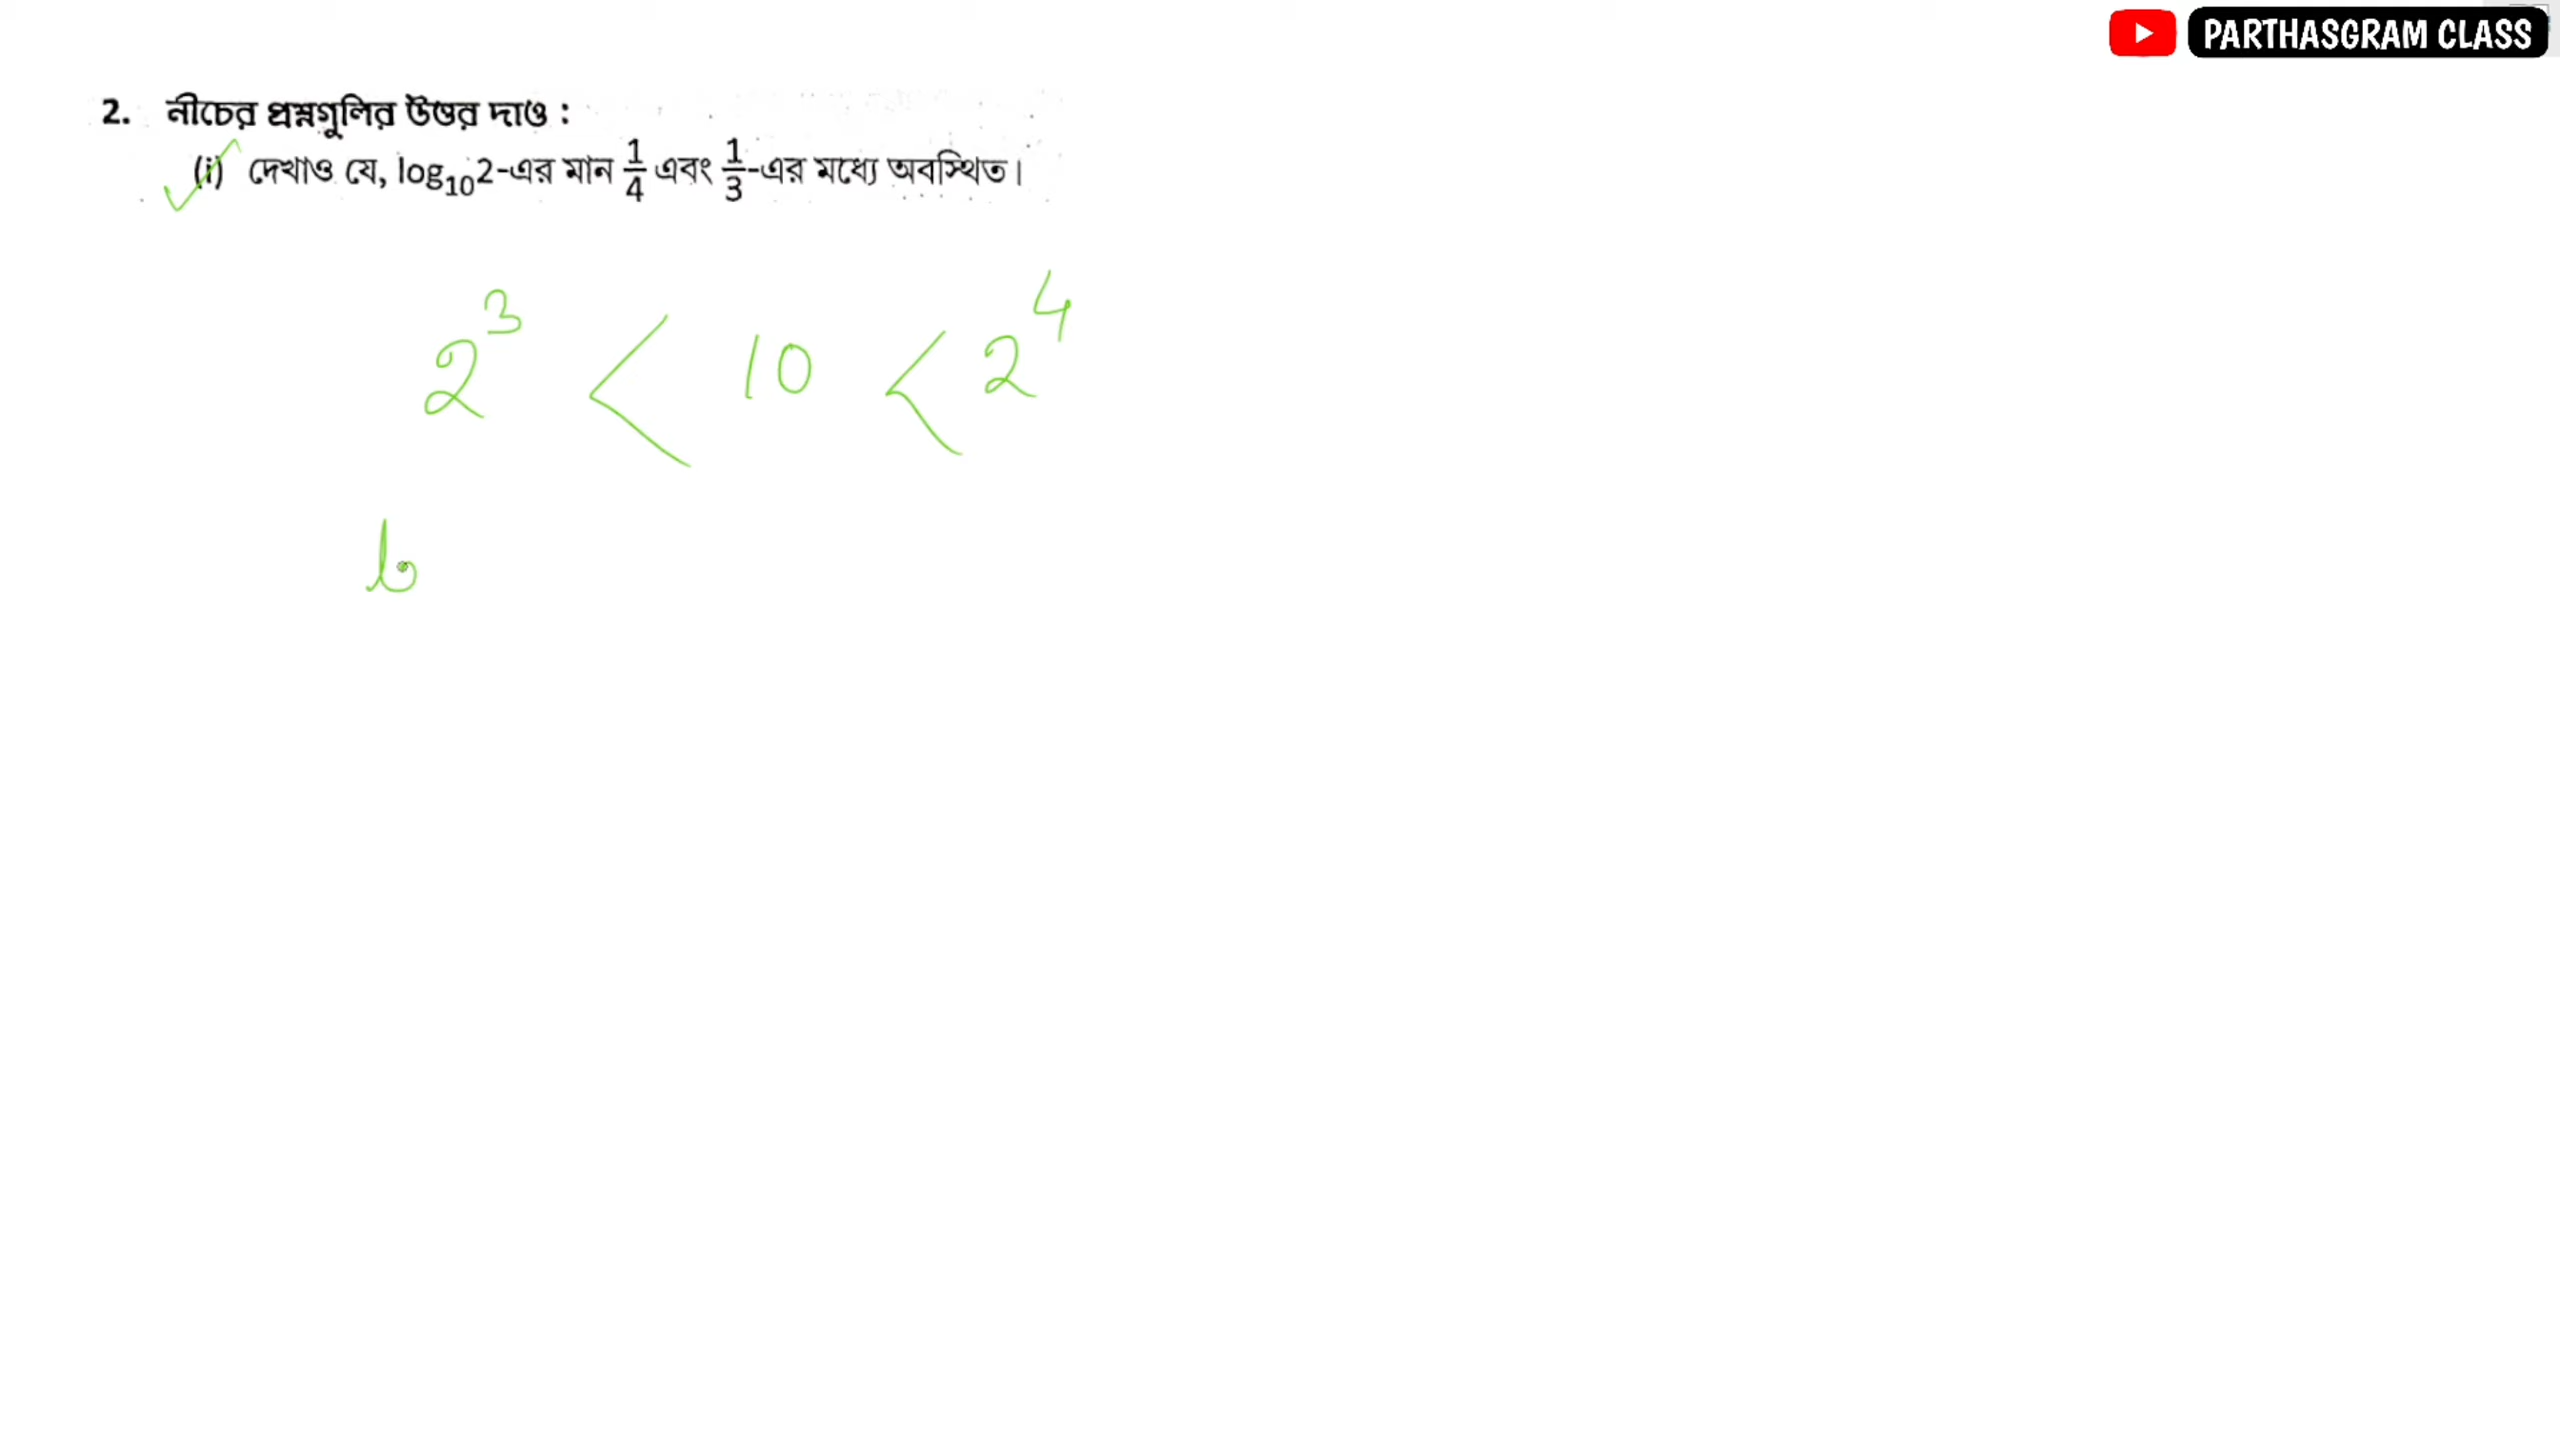 PARTHASGRAM CLASS
2. নীচের প্রশ্নগুলির উত্তর দাও :
(i) দেখাও যে, log₁₀2-এর মান 1/4 এবং 1/3-এর মধ্যে অবস্থিত।
2³ < 10 < 2⁴
lo